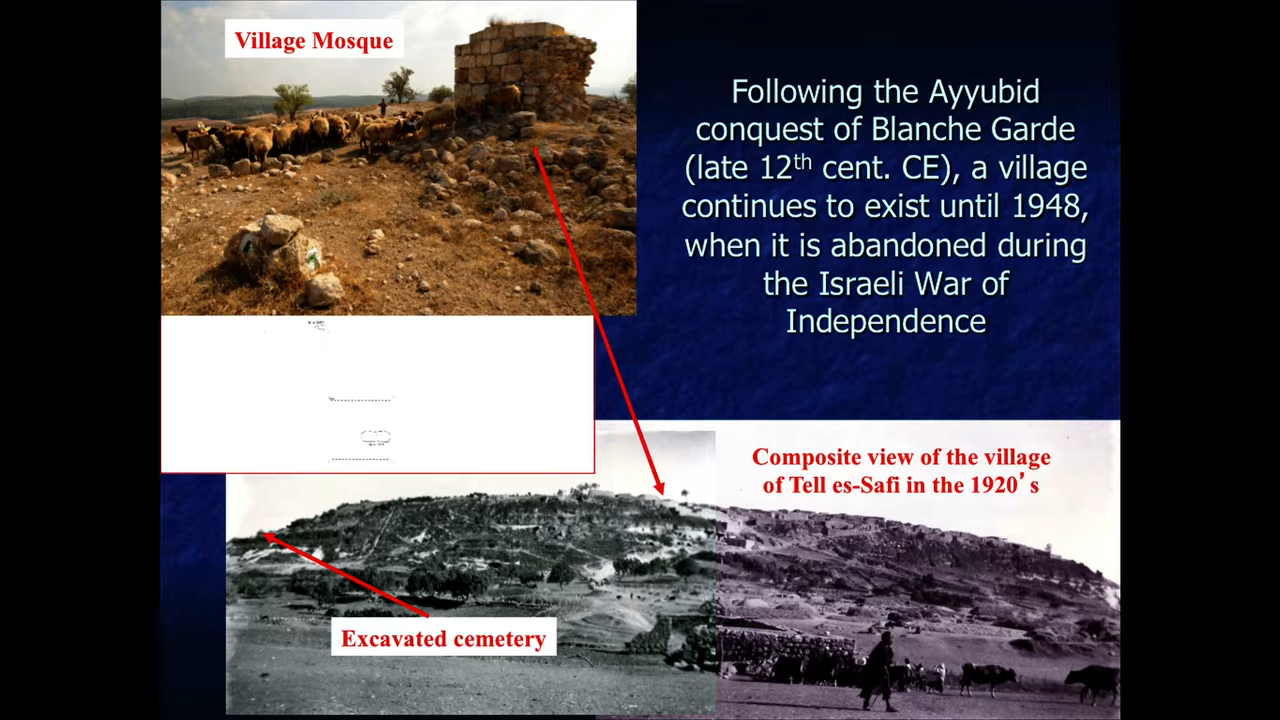 Village Mosque
Following the Ayyubid
conquest of Blanche Garde
(late 12th cent. CE), a village
continues to exist until 1948,
when it is abandoned during
the Israeli War of
Independence
Composite view of the village
of Tell es-Safi in the 1920’s
Excavated cemetery